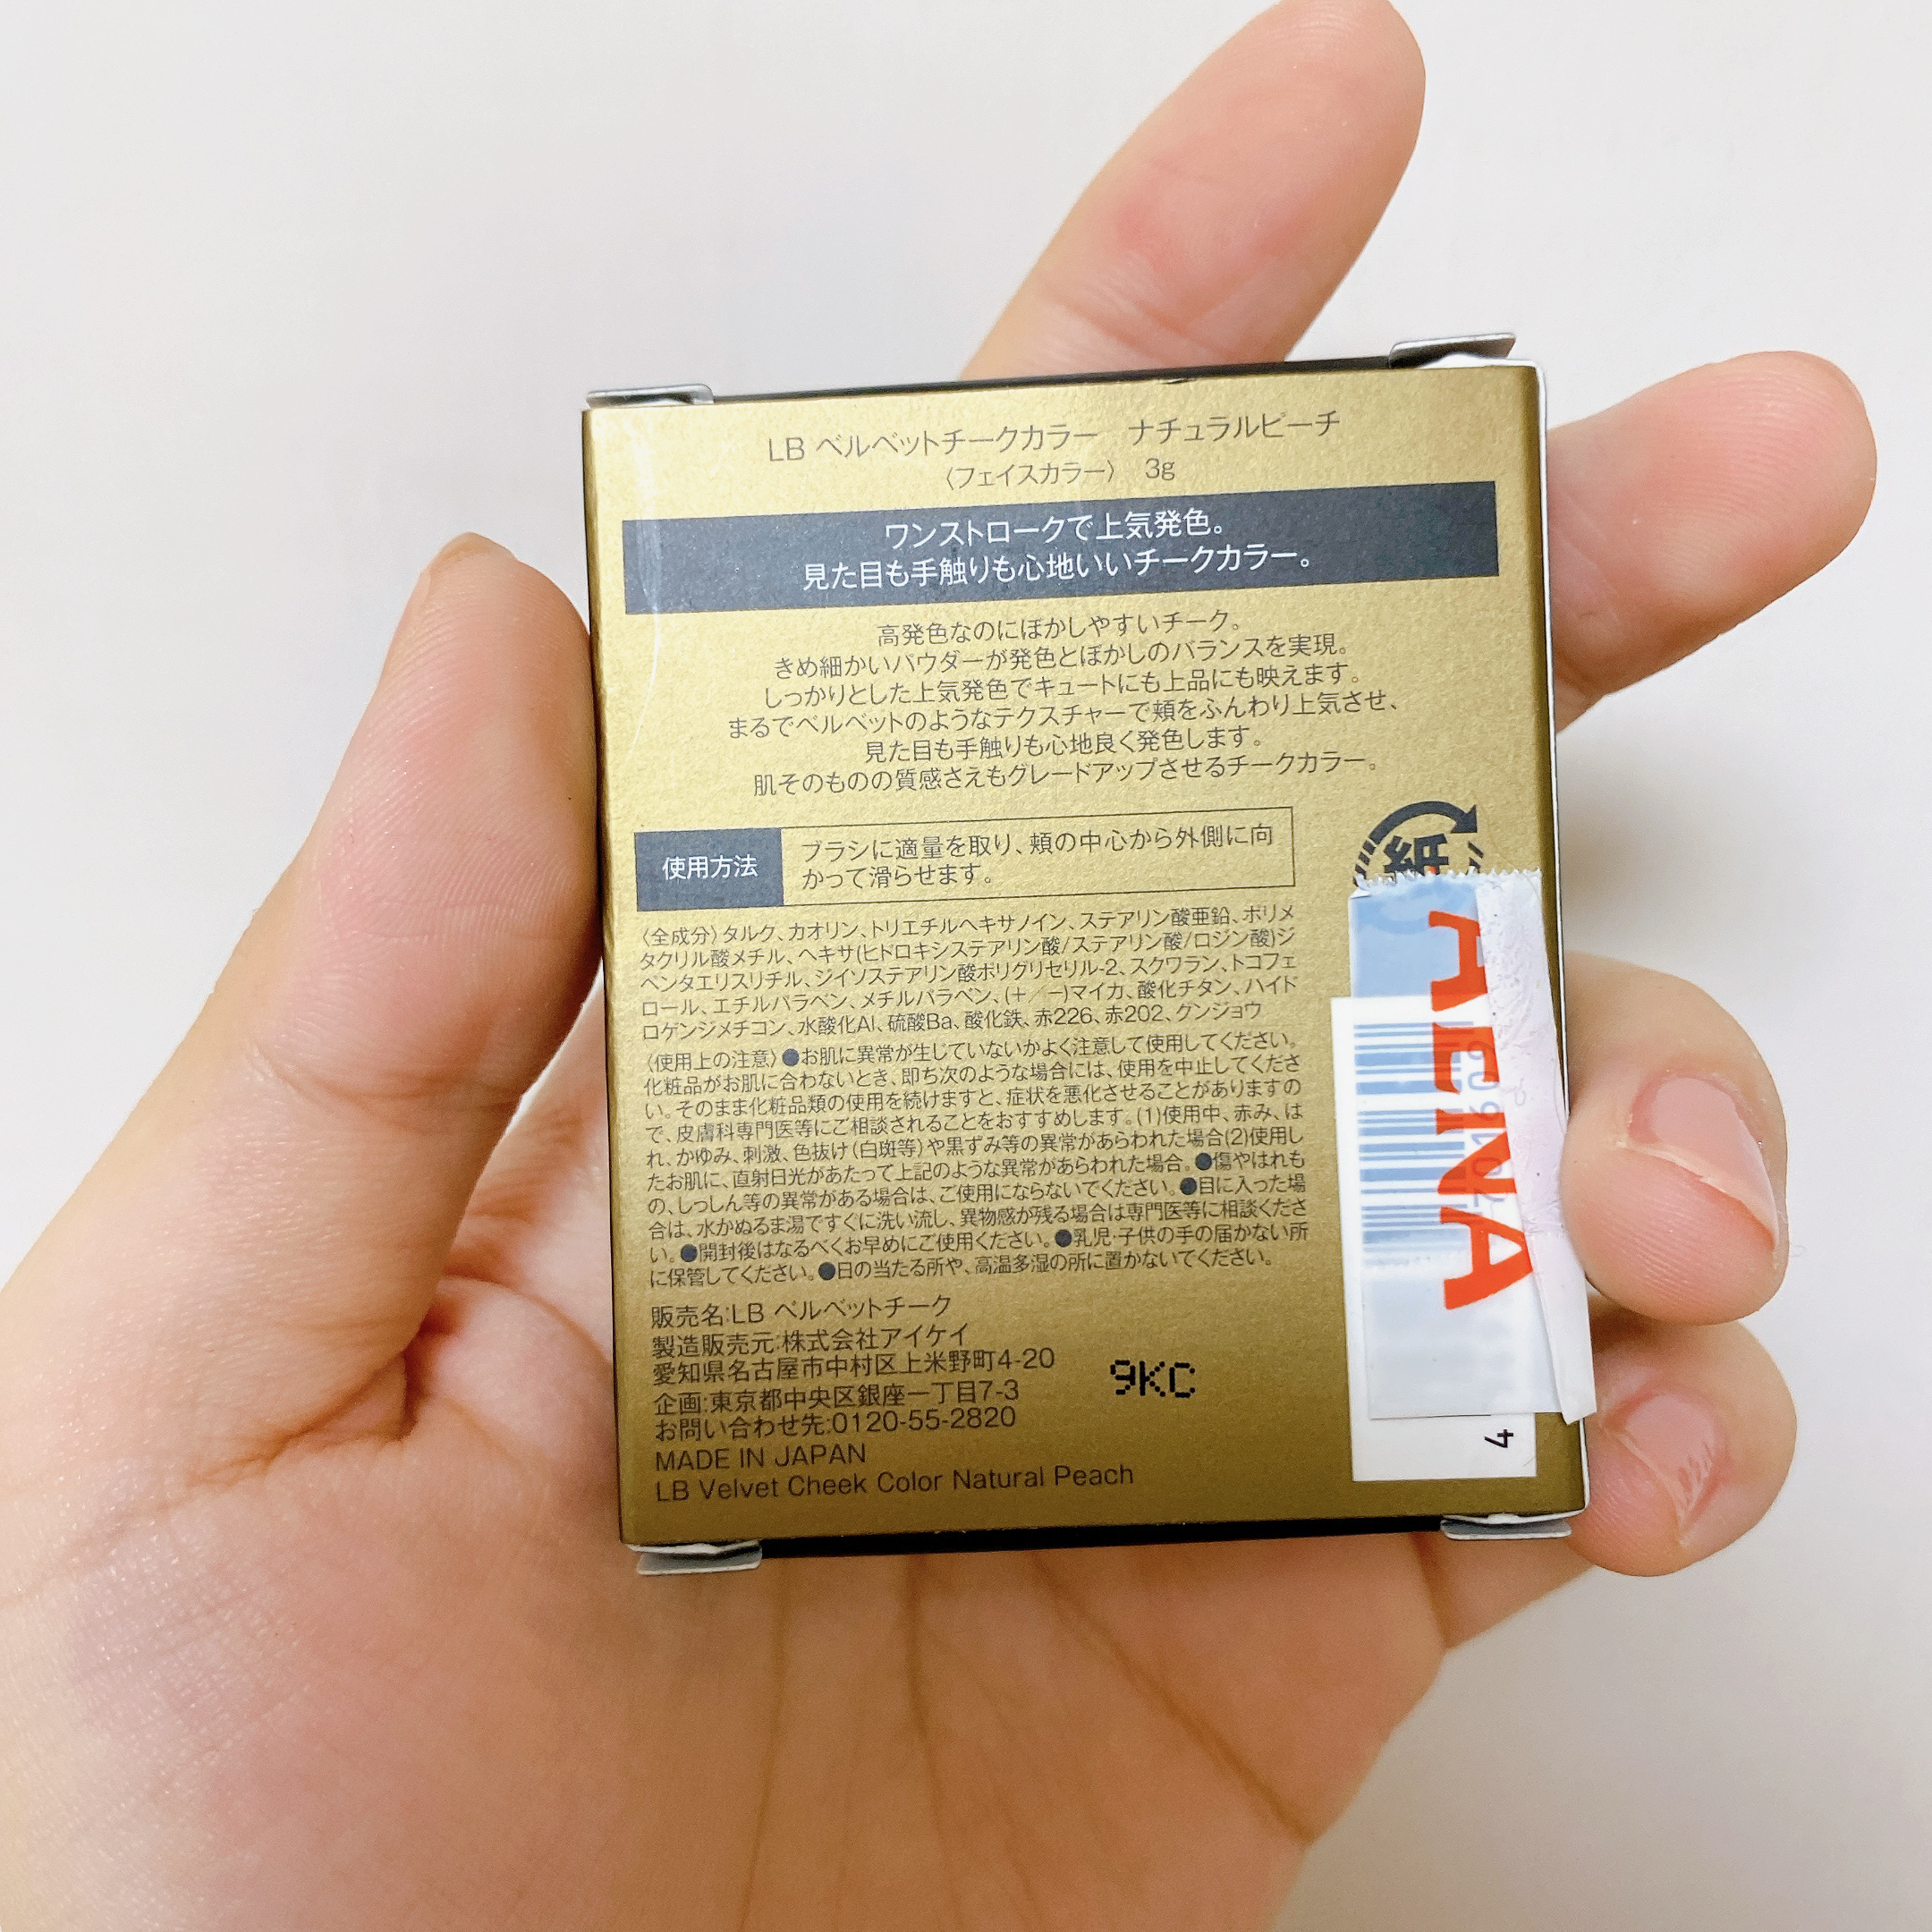 LB ベルベットチークカラー　ナチュラルピーチ
〈フェイスカラー〉　3g
ワンストロークで上気発色。
見た目も手触りも心地いいチークカラー。
高発色なのにぼかしやすいチーク。
きめ細かいパウダーが発色とぼかしのバランスを実現。
しっかりとした上気発色でキュートにも上品にも映えます。
まるでベルベットのようなテクスチャーで頬をふんわり上気させ、
見た目も手触りも心地良く発色します。
肌そのものの質感さえもグレードアップさせるチークカラー。
使用方法
ブラシに適量を取り、頬の中心から外側に向
かって滑らせます。
紙
〈全成分〉タルク、カオリン、トリエチルヘキサノイン、ステアリン酸亜鉛、ポリメ
タクリル酸メチル、ヘキサ(ヒドロキシステアリン酸/ステアリン酸/ロジン酸)ジ
ペンタエリスリチル、ジイソステアリン酸ポリグリセリル-2、スクワラン、トコフェ
ロール、エチルパラベン、メチルパラベン、(＋／－)マイカ、酸化チタン、ハイド
ロゲンジメチコン、水酸化Al、硫酸Ba、酸化鉄、赤226、赤202、グンジョウ
〈使用上の注意〉●お肌に異常が生じていないかよく注意して使用してください。
化粧品がお肌に合わないとき、即ち次のような場合には、使用を中止してくださ
い。そのまま化粧品類の使用を続けますと、症状を悪化させることがありますの
で、皮膚科専門医等にご相談されることをおすすめします。(1)使用中、赤み、は
れ、かゆみ、刺激、色抜け(白斑等)や黒ずみ等の異常があらわれた場合(2)使用し
たお肌に、直射日光があたって上記のような異常があらわれた場合。●傷やはれも
の、しっしん等の異常がある場合は、ご使用にならないでください。●目に入った場
合は、水かぬるま湯ですぐに洗い流し、異物感が残る場合は専門医等に相談くださ
い。●開封後はなるべくお早めにご使用ください。●乳児・子供の手の届かない所
に保管してください。●日の当たる所や、高温多湿の所に置かないでください。
販売名:LB ベルベットチーク
製造販売元:株式会社アイケイ
愛知県名古屋市中村区上米野町4-20
企画:東京都中央区銀座一丁目7-3
お問い合わせ先:0120-55-2820
MADE IN JAPAN
LB Velvet Cheek Color Natural Peach
9KC
AENA
4